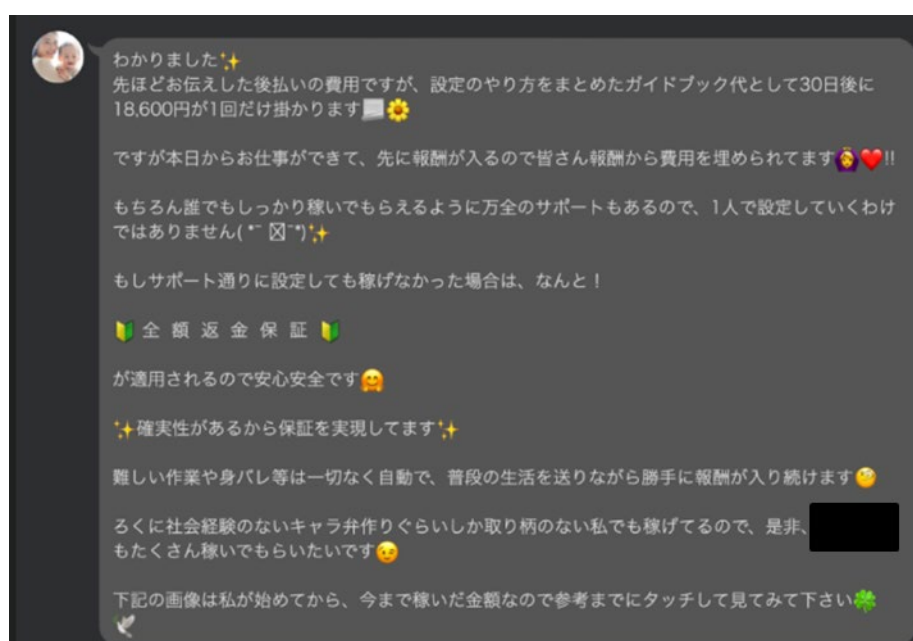 わかりました✨
先ほどお伝えした後払いの費用ですが、設定のやり方をまとめたガイドブック代として30日後に
18,600円が1回だけ掛かります📃🌼
ですが本日からお仕事ができて、先に報酬が入るので皆さん報酬から費用を埋められてます🙆‍♀️❤️!!
もちろん誰でもしっかり稼いでもらえるように万全のサポートもあるので、1人で設定していくわけ
ではありません( *¯ ☒¯*)✨
もしサポート通りに設定しても稼げなかった場合は、なんと！
🔰全 額 返 金 保 証🔰
が適用されるので安心安全です🤗
✨確実性があるから保証を実現してます✨
難しい作業や身バレ等は一切なく自動で、普段の生活を送りながら勝手に報酬が入り続けます🧐
ろくに社会経験のないキャラ弁作りぐらいしか取り柄のない私でも稼げてるので、是非、
もたくさん稼いでもらいたいです😉
下記の画像は私が始めてから、今まで稼いだ金額なので参考までにタッチして見てみて下さい🍀
🕊